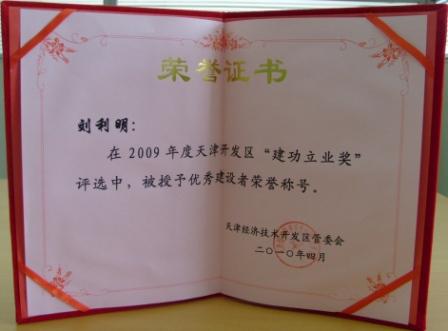 荣誉证书
刘利明：
在2009年度天津开发区“建功立业奖”
评选中，被授予优秀建设者荣誉称号。
天津经济技术开发区管委会
二〇一〇年四月